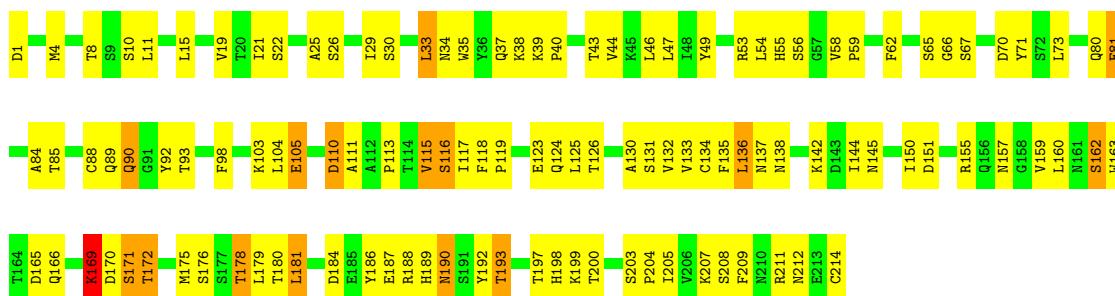 D1 M4 T8 S9 S10 L11 L15 V19 T20 I21 S22 A25 S26 I29 S30 L33 N34 W35 Y36 Q37 K38 K39 P40 T43 V44 K45 L46 L47 I48 Y49 R53 L54 H55 S56 G57 V58 P59 F62 S65 G66 S67 D70 Y71 S72 L73 Q80 E81
A84 T85 C88 Q89 Q90 G91 Y92 T93 F98 K103 L104 E105 D110 A111 A112 P113 T114 V115 S116 I117 F118 P119 E123 Q124 L125 T126 A130 S131 V132 V133 C134 F135 L136 N137 N138 K142 D143 I144 N145 I150 D151 R155 Q156 N157 G158 V159 L160 N161 S162 W163
T164 D165 Q166 K169 D170 S171 T172 M175 S176 S177 T178 L179 T180 L181 D184 E185 Y186 E187 R188 H189 N190 S191 Y192 T193 T197 H198 K199 T200 S203 P204 I205 V206 K207 S208 F209 N210 R211 N212 E213 C214